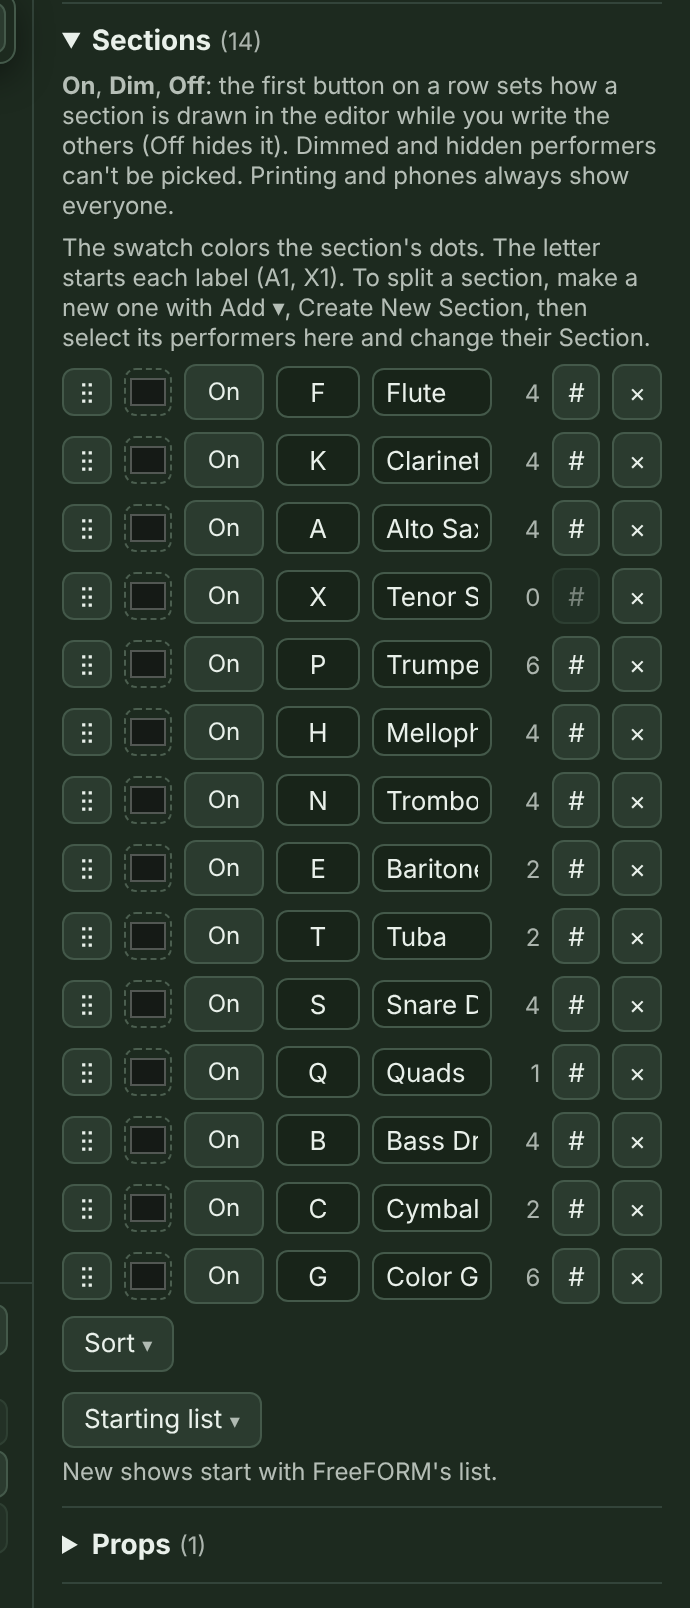 ▼ Sections (14)
On, Dim, Off: the first button on a row sets how a
section is drawn in the editor while you write the
others (Off hides it). Dimmed and hidden performers
can't be picked. Printing and phones always show
everyone.
The swatch colors the section's dots. The letter
starts each label (A1, X1). To split a section, make a
new one with Add ▾, Create New Section, then
select its performers here and change their Section.
On F Flute 4 # ×
On K Clarinet 4 # ×
On A Alto Sax 4 # ×
On X Tenor S 0 # ×
On P Trumpe 6 # ×
On H Melloph 4 # ×
On N Trombo 4 # ×
On E Baritone 2 # ×
On T Tuba 2 # ×
On S Snare D 4 # ×
On Q Quads 1 # ×
On B Bass Dr 4 # ×
On C Cymbal 2 # ×
On G Color G 6 # ×
Sort ▾
Starting list ▾
New shows start with FreeFORM's list.
▶ Props (1)